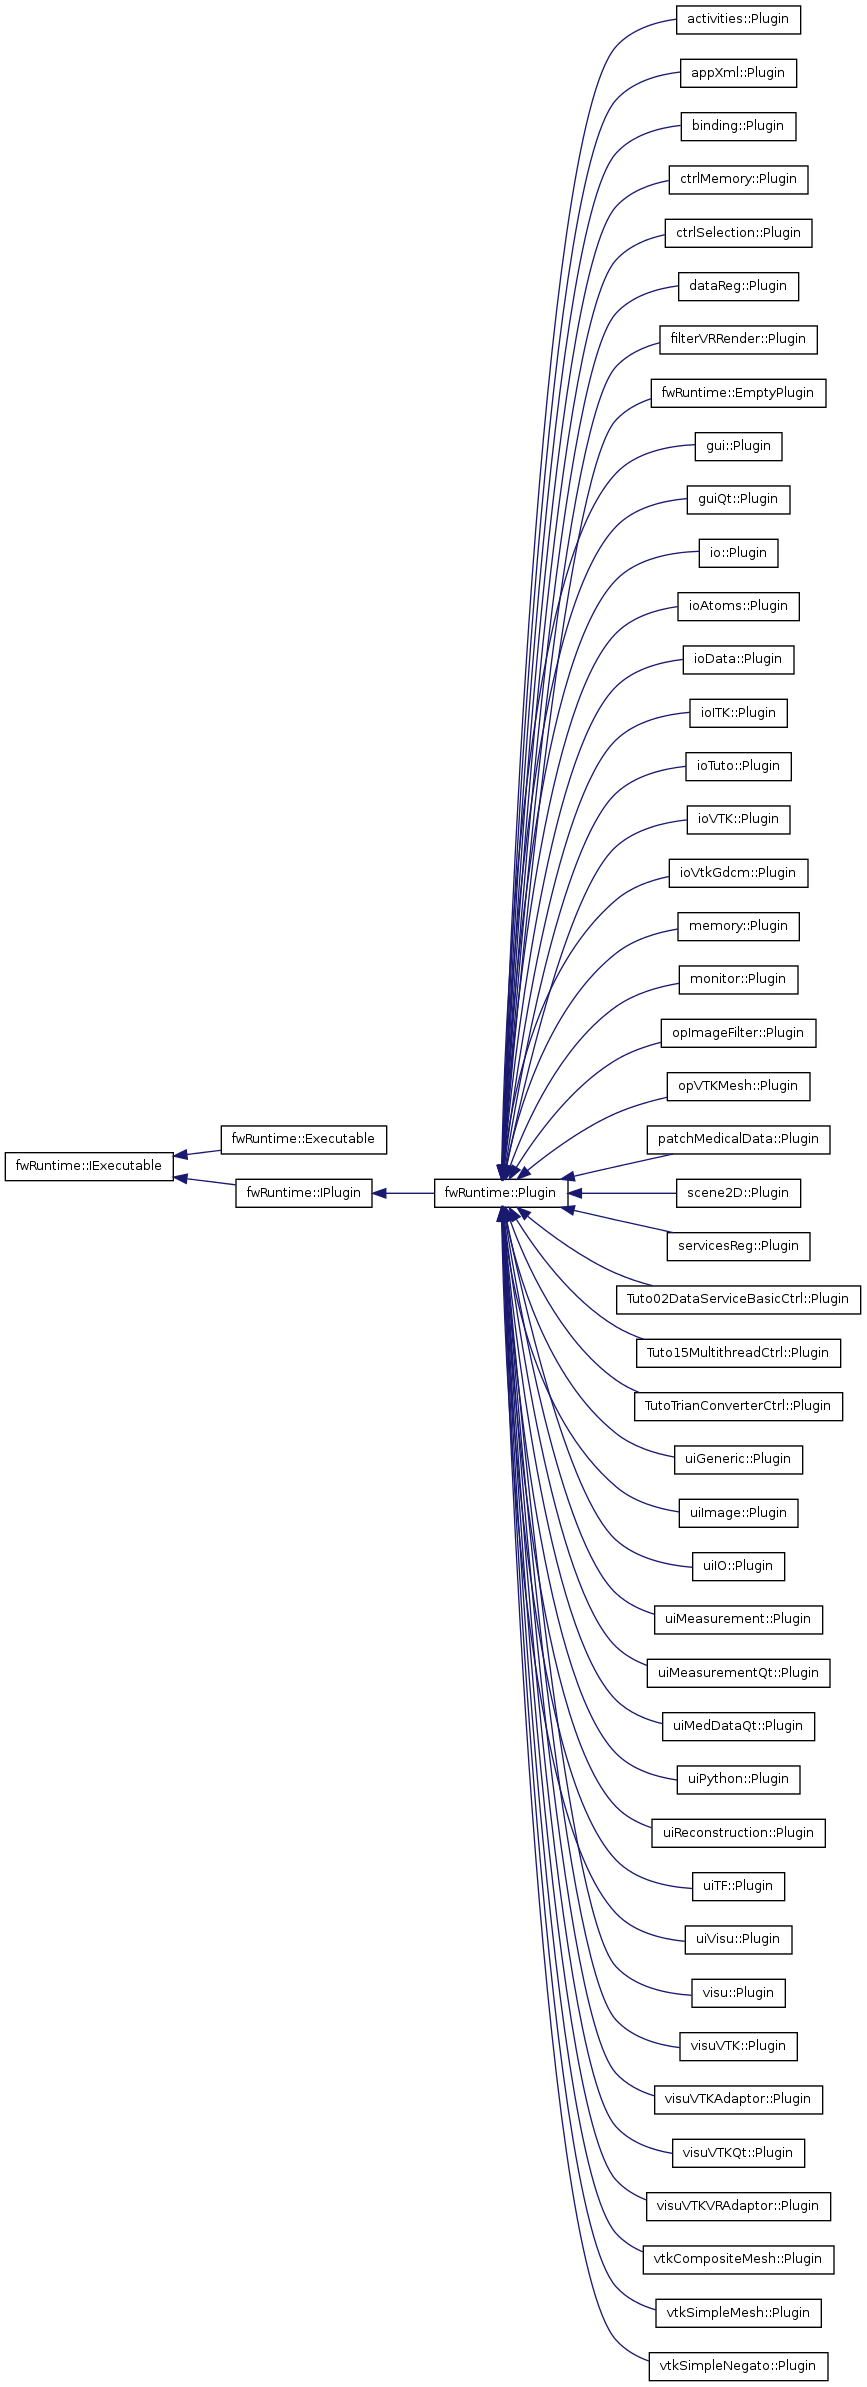 activities::Plugin
appXml::Plugin
binding::Plugin
ctrlMemory::Plugin
ctrlSelection::Plugin
dataReg::Plugin
filterVRRender::Plugin
fwRuntime::EmptyPlugin
gui::Plugin
guiQt::Plugin
io::Plugin
ioAtoms::Plugin
ioData::Plugin
ioITK::Plugin
ioTuto::Plugin
ioVTK::Plugin
ioVtkGdcm::Plugin
memory::Plugin
monitor::Plugin
opImageFilter::Plugin
opVTKMesh::Plugin
patchMedicalData::Plugin
fwRuntime::Executable
fwRuntime::IExecutable
fwRuntime::IPlugin
fwRuntime::Plugin
scene2D::Plugin
servicesReg::Plugin
Tuto02DataServiceBasicCtrl::Plugin
Tuto15MultithreadCtrl::Plugin
TutoTrianConverterCtrl::Plugin
uiGeneric::Plugin
uiImage::Plugin
uiIO::Plugin
uiMeasurement::Plugin
uiMeasurementQt::Plugin
uiMedDataQt::Plugin
uiPython::Plugin
uiReconstruction::Plugin
uiTF::Plugin
uiVisu::Plugin
visu::Plugin
visuVTK::Plugin
visuVTKAdaptor::Plugin
visuVTKQt::Plugin
visuVTKVRAdaptor::Plugin
vtkCompositeMesh::Plugin
vtkSimpleMesh::Plugin
vtkSimpleNegato::Plugin